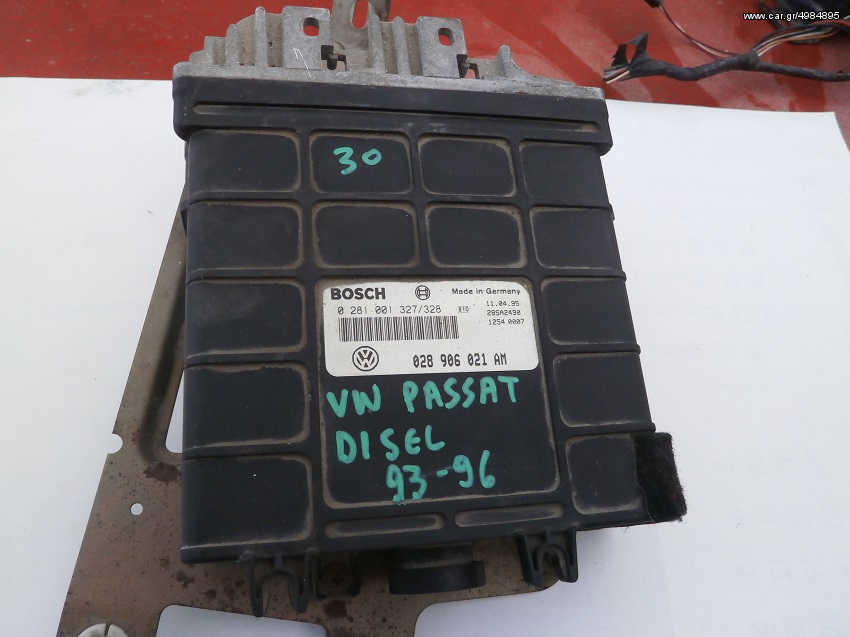 www.car.gr/4984895
30
BOSCH Made in Germany
0 281 001 327/328 11.04.95
28SA2490
1254 0007
VW 028 906 021 AM
VW PASSAT
DISEL
93-96